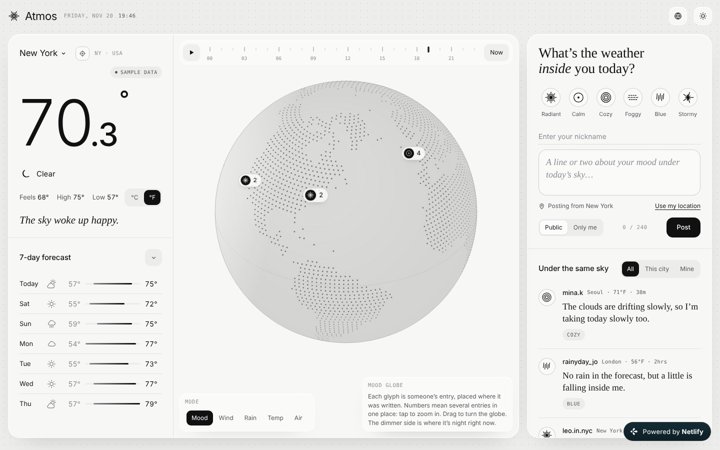 Atmos
FRIDAY, NOV 20 19:46
New York
NY · USA
SAMPLE DATA
70.3°
Clear
Feels 68° High 75° Low 57°
°C °F
The sky woke up happy.
7-day forecast
Today 57° 75°
Sat 55° 72°
Sun 59° 75°
Mon 54° 77°
Tue 55° 73°
Wed 57° 77°
Thu 57° 79°
00 03 06 09 12 15 18 21
Now
4
2
2
MODE
Mood Wind Rain Temp Air
MOOD GLOBE
Each glyph is someone’s entry, placed where it
was written. Numbers mean several entries in
one place: tap to zoom in. Drag to turn the globe.
The dimmer side is where it’s night right now.
What’s the weather
inside you today?
Radiant Calm Cozy Foggy Blue Stormy
Enter your nickname
A line or two about your mood under
today’s sky…
Posting from New York
Use my location
Public Only me
0 / 240
Post
Under the same sky
All This city Mine
mina.k Seoul · 71°F · 38m
The clouds are drifting slowly, so I’m
taking today slowly too.
COZY
rainyday_jo London · 56°F · 2hrs
No rain in the forecast, but a little is
falling inside me.
BLUE
leo.in.nyc New York
Powered by Netlify